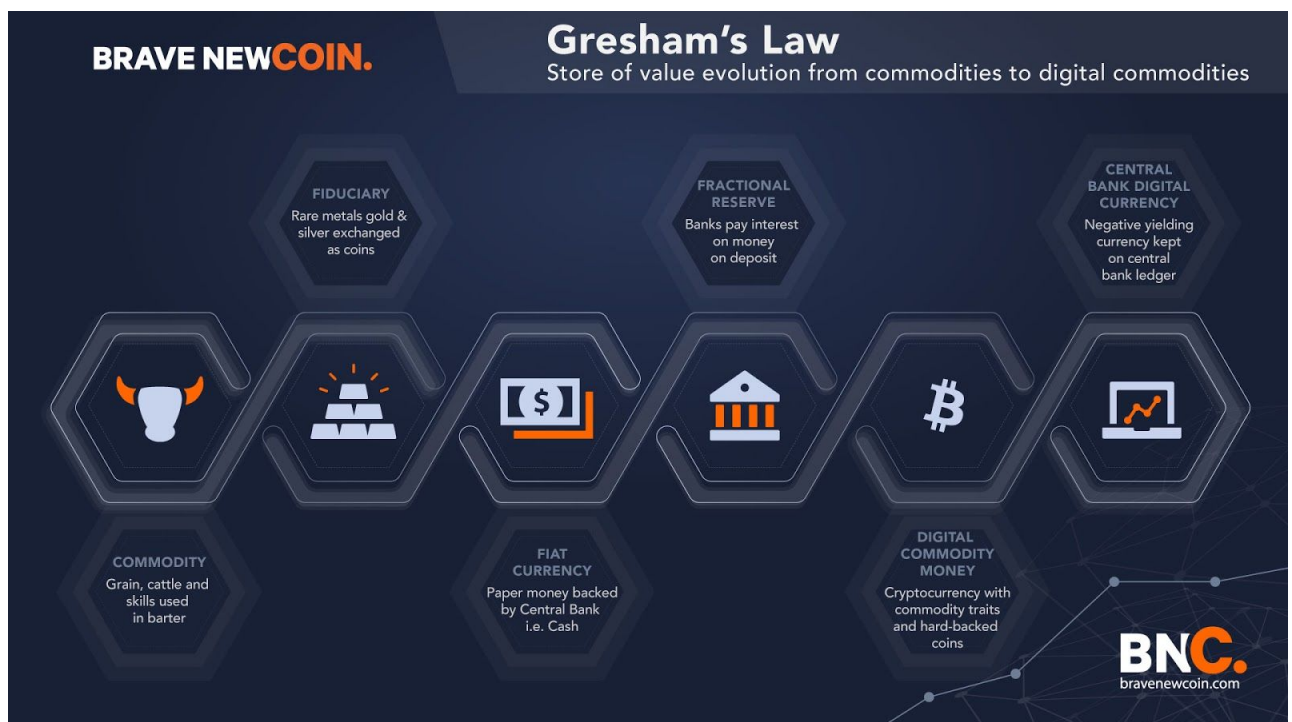 BRAVE NEWCOIN.
Gresham's Law
Store of value evolution from commodities to digital commodities
FIDUCIARY
Rare metals gold &
silver exchanged
as coins
FRACTIONAL
RESERVE
Banks pay interest
on money
on deposit
CENTRAL
BANK DIGITAL
CURRENCY
Negative yielding
currency kept
on central
bank ledger
$
COMMODITY
Grain, cattle and
skills used
in barter
FIAT
CURRENCY
Paper money backed
by Central Bank
i.e. Cash
DIGITAL
COMMODITY
MONEY
Cryptocurrency with
commodity traits
and hard-backed
coins
BNC.
bravenewcoin.com